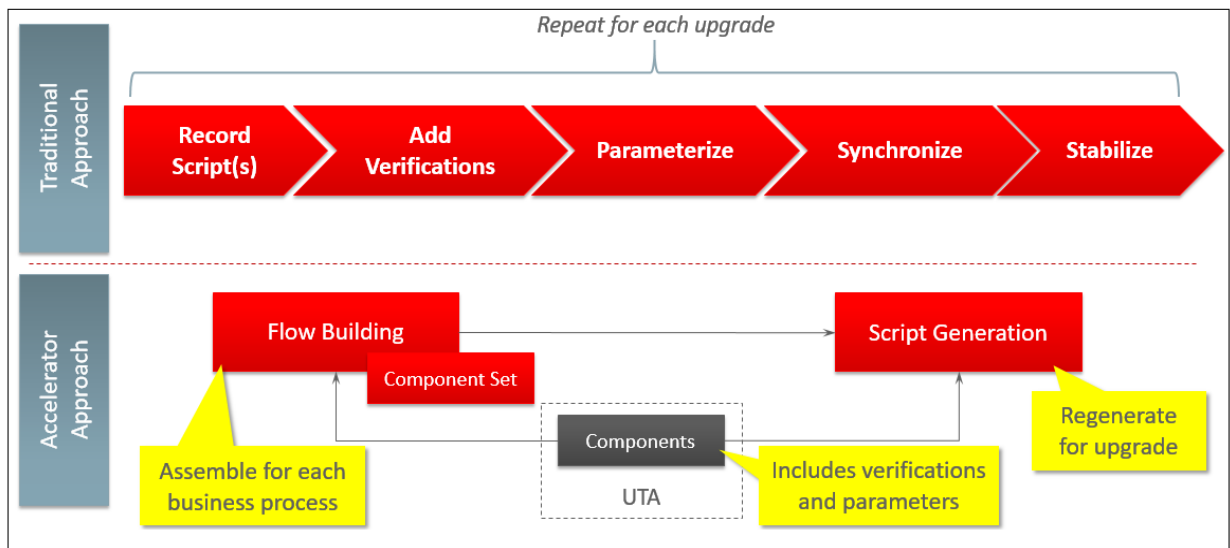 Repeat for each upgrade
Traditional
Approach
Record
Script(s)
Add
Verifications
Parameterize
Synchronize
Stabilize
Accelerator
Approach
Flow Building
Component Set
Script Generation
Components
UTA
Assemble for each
business process
Includes verifications
and parameters
Regenerate
for upgrade